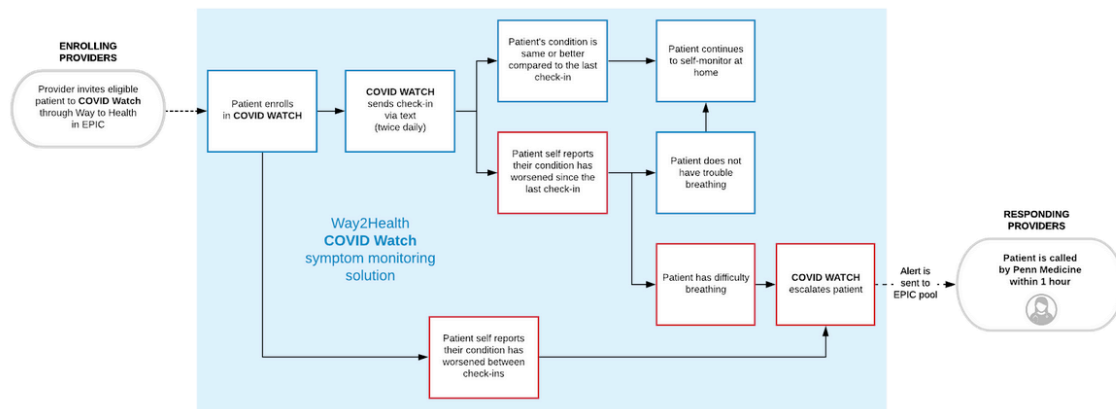 ENROLLING
PROVIDERS
Provider invites eligible
patient to COVID Watch
through Way to Health
in EPIC
Patient enrolls
in COVID WATCH
COVID WATCH
sends check-in
via text
(twice daily)
Patient's condition is
same or better
compared to the last
check-in
Patient continues
to self-monitor at
home
Patient self reports
their condition has
worsened since the
last check-in
Patient does not
have trouble
breathing
Way2Health
COVID Watch
symptom monitoring
solution
Patient has difficulty
breathing
COVID WATCH
escalates patient
Alert is
sent to
EPIC pool
RESPONDING
PROVIDERS
Patient is called
by Penn Medicine
within 1 hour
Patient self reports
their condition has
worsened between
check-ins